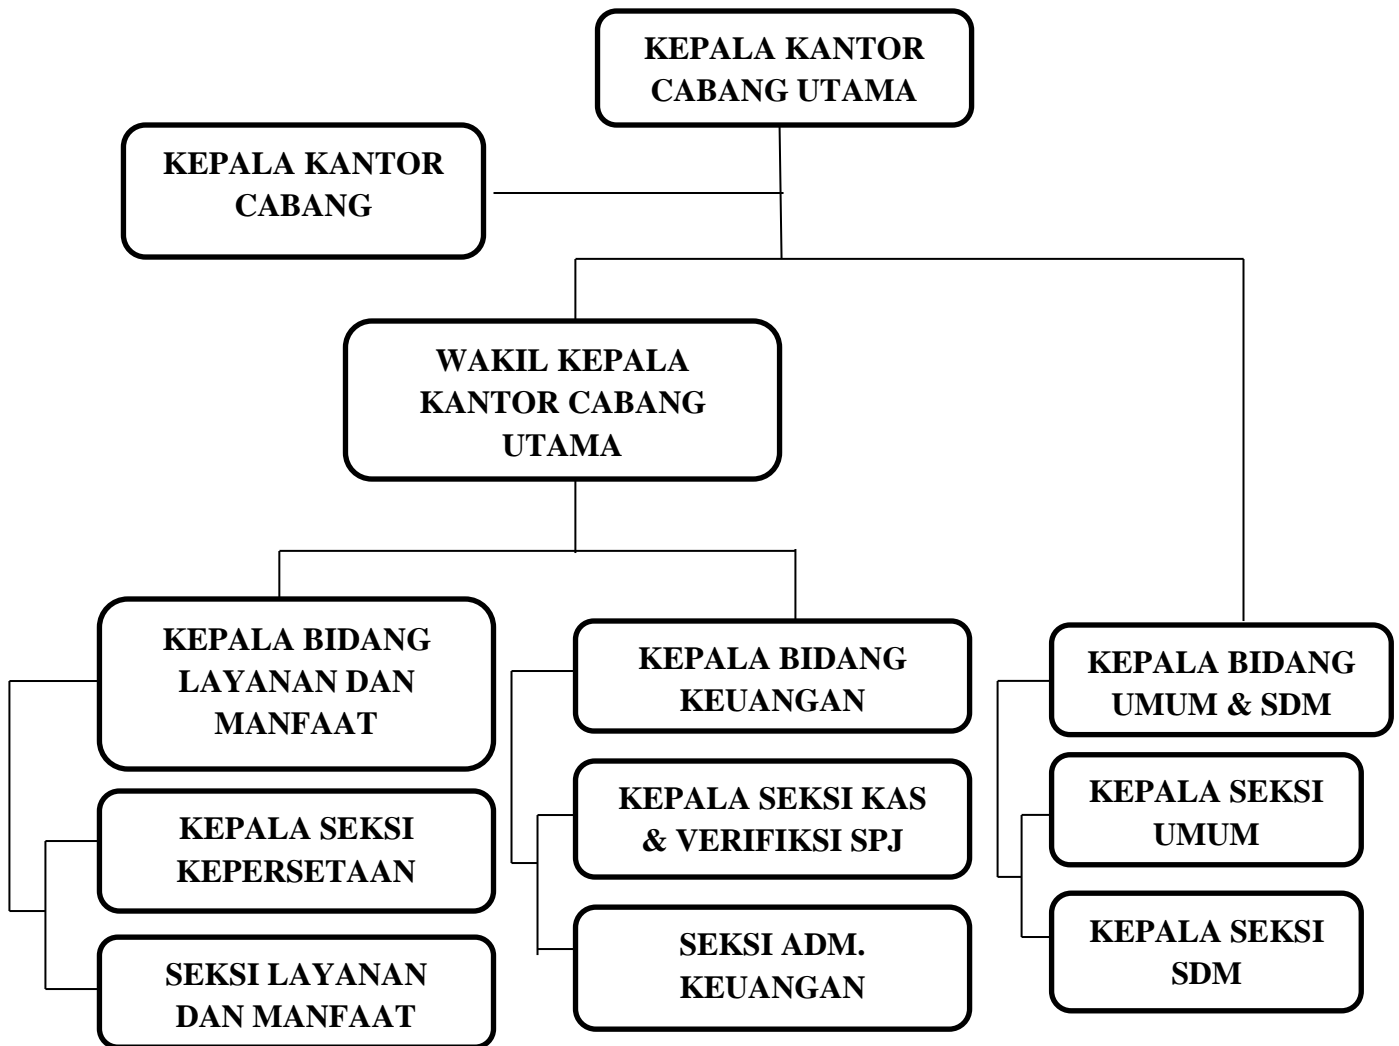 KEPALA KANTOR
CABANG UTAMA
KEPALA KANTOR
CABANG
WAKIL KEPALA
KANTOR CABANG
UTAMA
KEPALA BIDANG
LAYANAN DAN
MANFAAT
KEPALA BIDANG
KEUANGAN
KEPALA BIDANG
UMUM & SDM
KEPALA SEKSI
KEPERSETAAN
KEPALA SEKSI KAS
& VERIFIKSI SPJ
KEPALA SEKSI
UMUM
SEKSI LAYANAN
DAN MANFAAT
SEKSI ADM.
KEUANGAN
KEPALA SEKSI
SDM